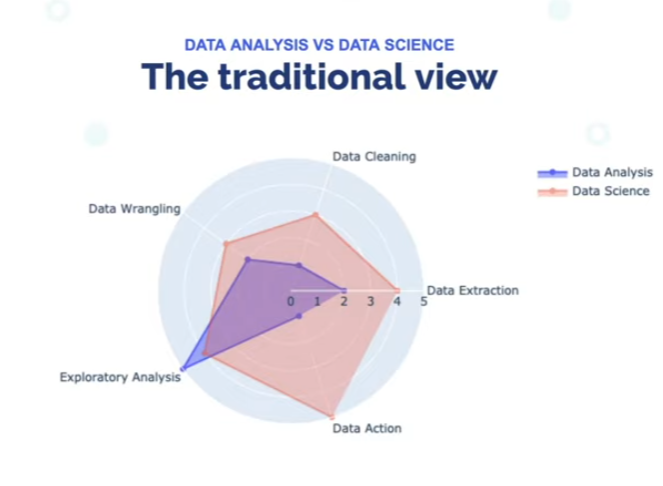 DATA ANALYSIS VS DATA SCIENCE
The traditional view
Data Cleaning
Data Analysis
Data Science
Data Wrangling
0 1 2 3 4 5
Data Extraction
Exploratory Analysis
Data Action